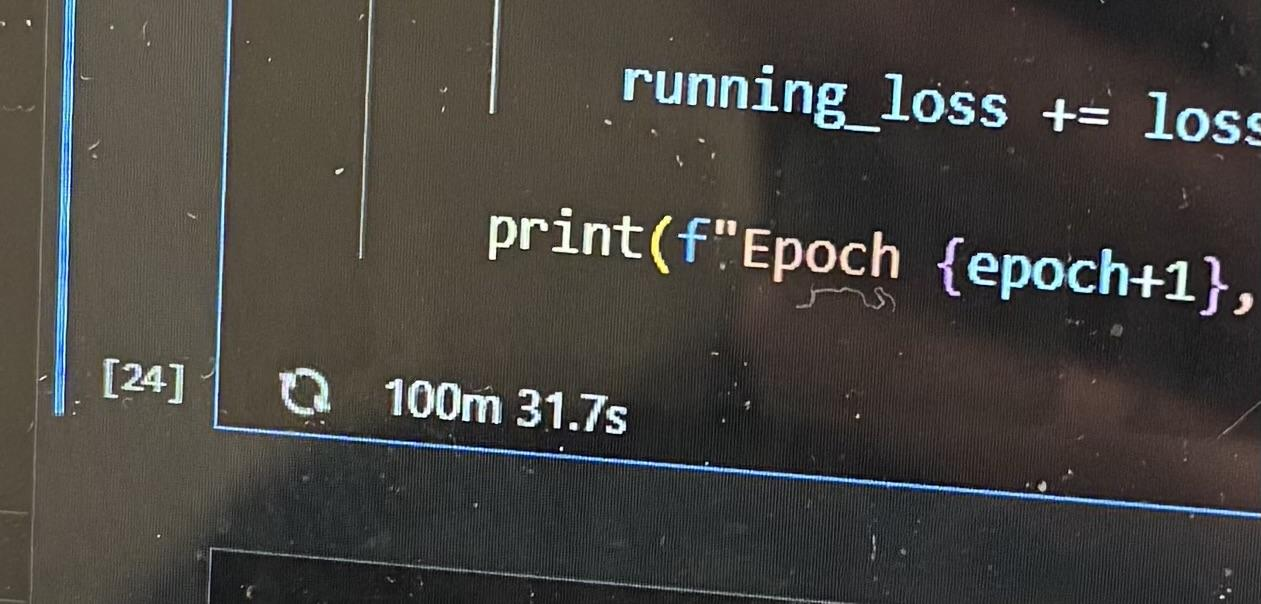 running_loss += loss
print(f"Epoch {epoch+1},
[24] 100m 31.7s